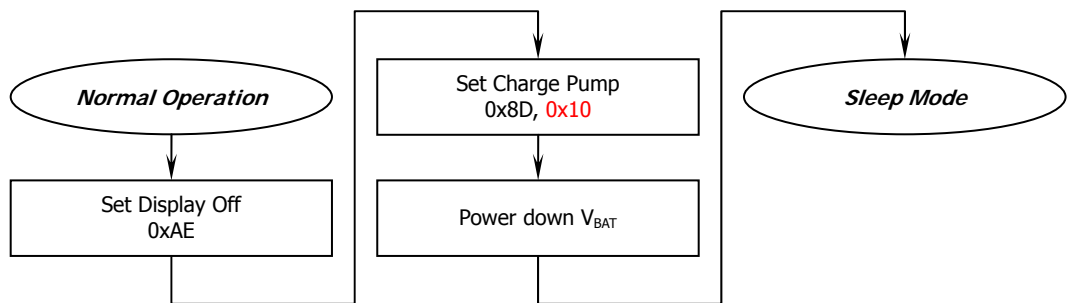 Normal Operation
Set Display Off
0xAE
Set Charge Pump
0x8D, 0x10
Power down VBAT
Sleep Mode